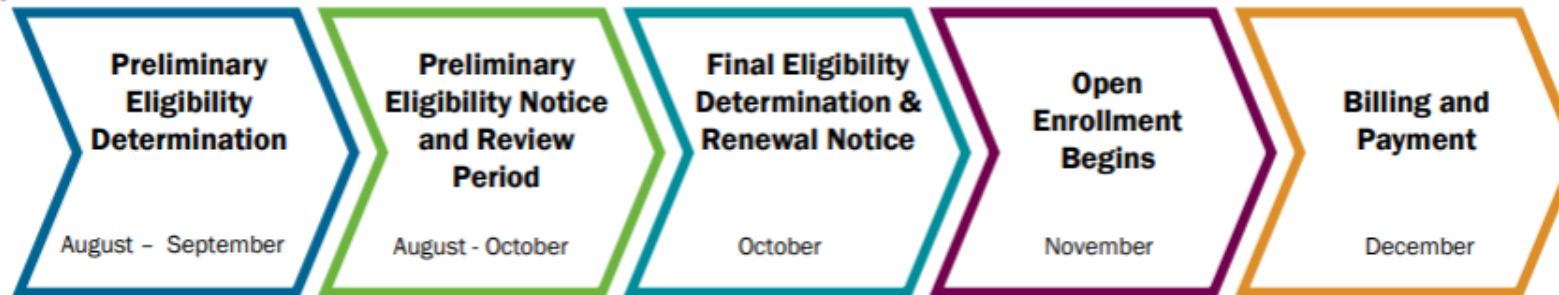 Preliminary
Eligibility
Determination
August – September
Preliminary
Eligibility Notice
and Review
Period
August - October
Final Eligibility
Determination &
Renewal Notice
October
Open
Enrollment
Begins
November
Billing and
Payment
December